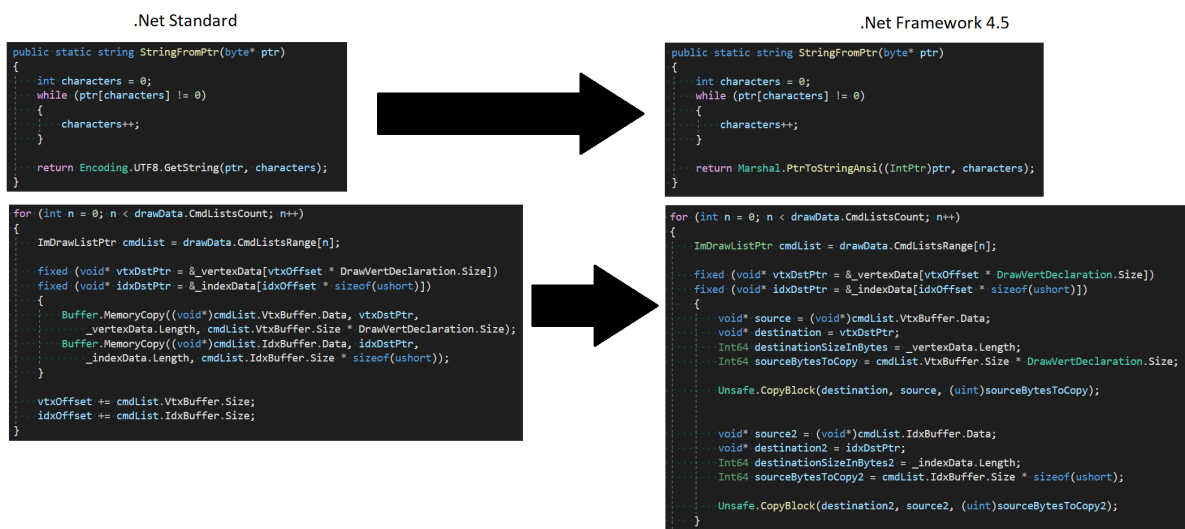 .Net Standard
public static string StringFromPtr(byte* ptr)
{
int characters = 0;
while (ptr[characters] != 0)
{
characters++;
}
return Encoding.UTF8.GetString(ptr, characters);
}
for (int n = 0; n < drawData.CmdListsCount; n++)
{
ImDrawListPtr cmdList = drawData.CmdListsRange[n];
fixed (void* vtxDstPtr = &_vertexData[vtxOffset * DrawVertDeclaration.Size])
fixed (void* idxDstPtr = &_indexData[idxOffset * sizeof(ushort)])
{
Buffer.MemoryCopy((void*)cmdList.VtxBuffer.Data, vtxDstPtr,
_vertexData.Length, cmdList.VtxBuffer.Size * DrawVertDeclaration.Size);
Buffer.MemoryCopy((void*)cmdList.IdxBuffer.Data, idxDstPtr,
_indexData.Length, cmdList.IdxBuffer.Size * sizeof(ushort));
}
vtxOffset += cmdList.VtxBuffer.Size;
idxOffset += cmdList.IdxBuffer.Size;
}
.Net Framework 4.5
public static string StringFromPtr(byte* ptr)
{
int characters = 0;
while (ptr[characters] != 0)
{
characters++;
}
return Marshal.PtrToStringAnsi((IntPtr)ptr, characters);
}
for (int n = 0; n < drawData.CmdListsCount; n++)
{
ImDrawListPtr cmdList = drawData.CmdListsRange[n];
fixed (void* vtxDstPtr = &_vertexData[vtxOffset * DrawVertDeclaration.Size])
fixed (void* idxDstPtr = &_indexData[idxOffset * sizeof(ushort)])
{
void* source = (void*)cmdList.VtxBuffer.Data;
void* destination = vtxDstPtr;
Int64 destinationSizeInBytes = _vertexData.Length;
Int64 sourceBytesToCopy = cmdList.VtxBuffer.Size * DrawVertDeclaration.Size;
Unsafe.CopyBlock(destination, source, (uint)sourceBytesToCopy);
void* source2 = (void*)cmdList.IdxBuffer.Data;
void* destination2 = idxDstPtr;
Int64 destinationSizeInBytes2 = _indexData.Length;
Int64 sourceBytesToCopy2 = cmdList.IdxBuffer.Size * sizeof(ushort);
Unsafe.CopyBlock(destination2, source2, (uint)sourceBytesToCopy2);
}